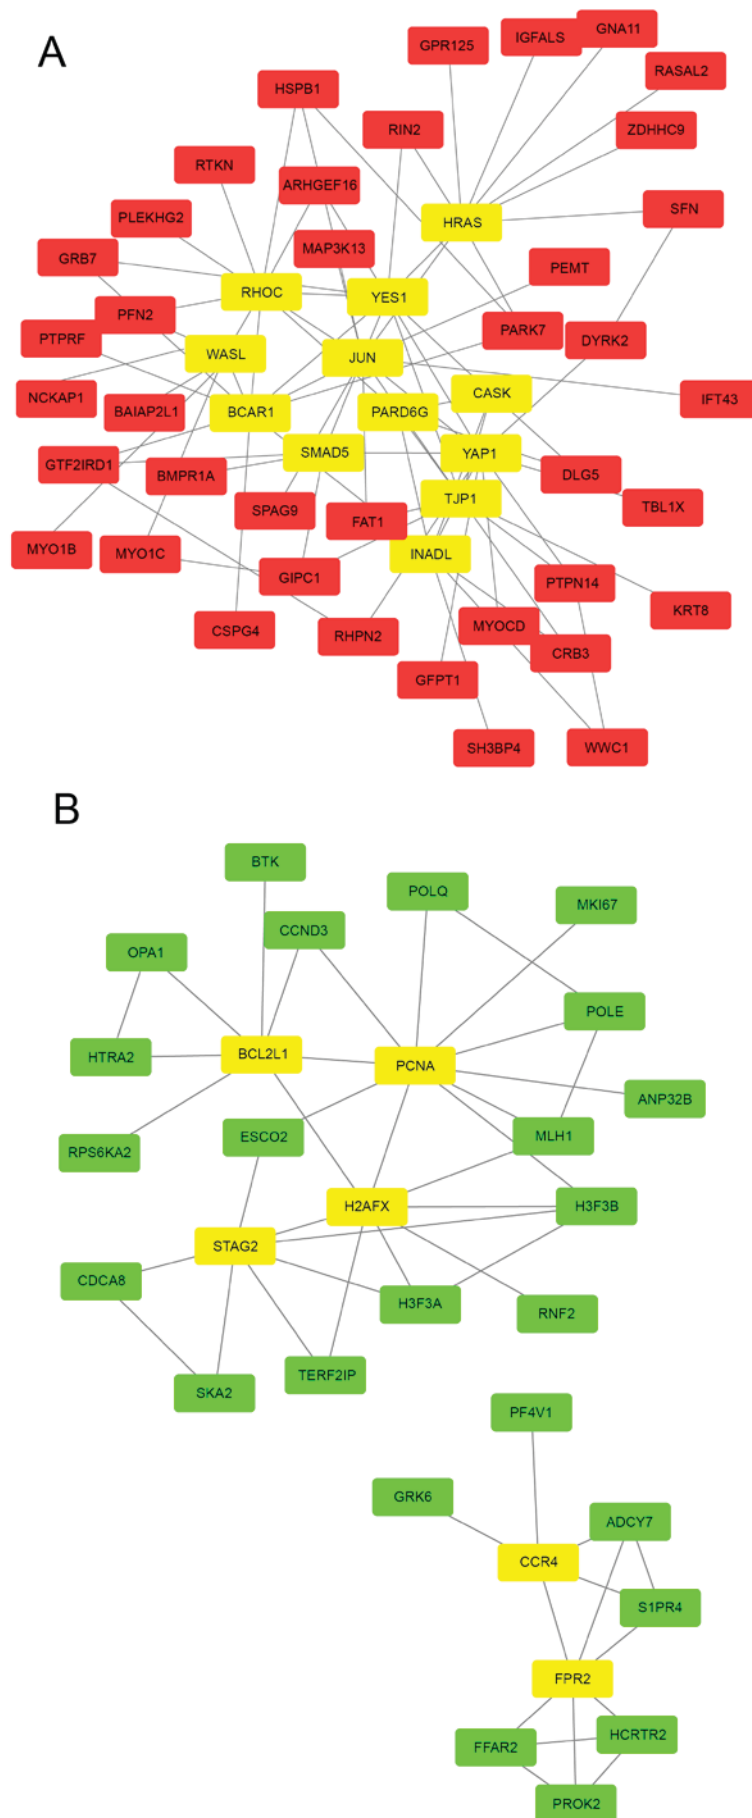 A
GPR125
IGFALS
GNA11
HSPB1
RASAL2
RIN2
ZDHHC9
RTKN
ARHGEF16
PLEKHG2
HRAS
SFN
GRB7
MAP3K13
PEMT
RHOC
YES1
PFN2
PARK7
DYRK2
PTPRF
WASL
JUN
NCKAP1
BAIAP2L1
BCAR1
PARD6G
CASK
IFT43
GTF2IRD1
BMPR1A
SMAD5
YAP1
DLG5
TJP1
TBL1X
SPAG9
FAT1
MYO1B
MYO1C
GIPC1
INADL
PTPN14
KRT8
CSPG4
RHPN2
MYOCD
CRB3
GFPT1
SH3BP4
WWC1
B
BTK
POLQ
MKI67
CCND3
OPA1
POLE
HTRA2
BCL2L1
PCNA
ANP32B
RPS6KA2
ESCO2
MLH1
H2AFX
H3F3B
STAG2
CDCA8
H3F3A
RNF2
SKA2
TERF2IP
PF4V1
GRK6
ADCY7
CCR4
S1PR4
FPR2
FFAR2
HCRTR2
PROK2